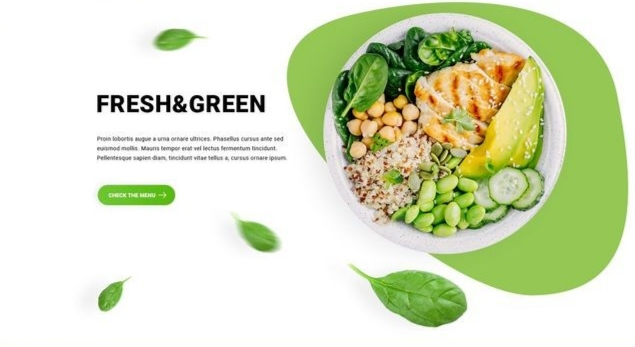 FRESH&GREEN
Proin lobortis augue a urna ornare ultrices. Phasellus cursus ante sed
euismod mollis. Mauris tempor erat vel lectus fermentum tincidunt.
Pellentesque sapien diam, tincidunt vitae tellus a, cursus ornare ipsum.
CHECK THE MENU